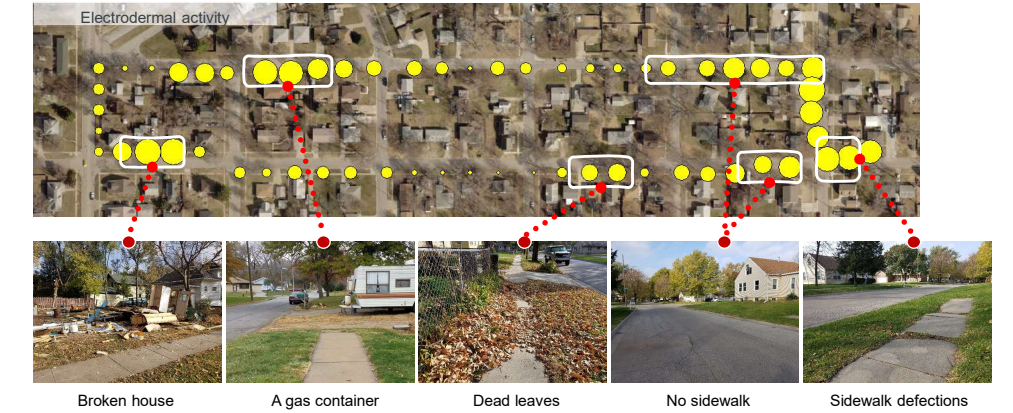 Electrodermal activity
Broken house
A gas container
Dead leaves
No sidewalk
Sidewalk defections